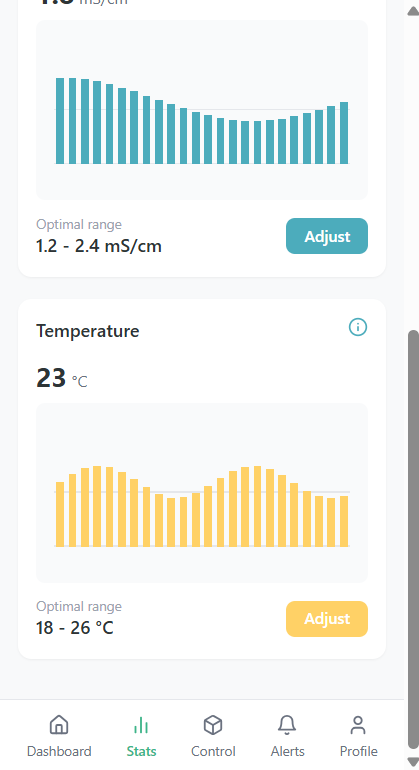 mS/cm
Optimal range
1.2 - 2.4 mS/cm
Adjust
Temperature
23 °C
Optimal range
18 - 26 °C
Adjust
Dashboard
Stats
Control
Alerts
Profile